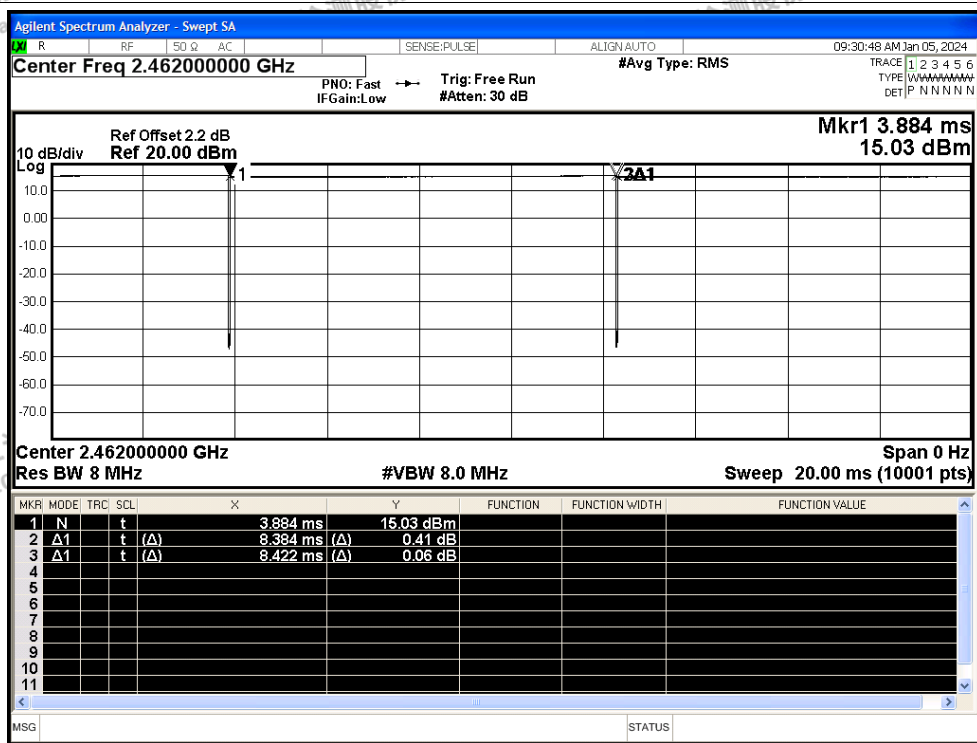 Agilent Spectrum Analyzer - Swept SA
LXI R RF 50 Ω AC SENSE:PULSE ALIGN AUTO 09:30:48 AM Jan 05, 2024
Center Freq 2.462000000 GHz #Avg Type: RMS TRACE 1 2 3 4 5 6
PNO: Fast Trig: Free Run TYPE
IFGain:Low #Atten: 30 dB DET P N N N N N
Mkr1 3.884 ms
Ref Offset 2.2 dB
10 dB/div Ref 20.00 dBm 15.03 dBm
Log
1 2Δ1
10.0
0.00
-10.0
-20.0
-30.0
-40.0
-50.0
-60.0
-70.0
Center 2.462000000 GHz Span 0 Hz
Res BW 8 MHz #VBW 8.0 MHz Sweep 20.00 ms (10001 pts)
MKR MODE TRC SCL X Y FUNCTION FUNCTION WIDTH FUNCTION VALUE
1 N t 3.884 ms 15.03 dBm
2 Δ1 t (Δ) 8.384 ms (Δ) 0.41 dB
3 Δ1 t (Δ) 8.422 ms (Δ) 0.06 dB
4
5
6
7
8
9
10
11
MSG STATUS